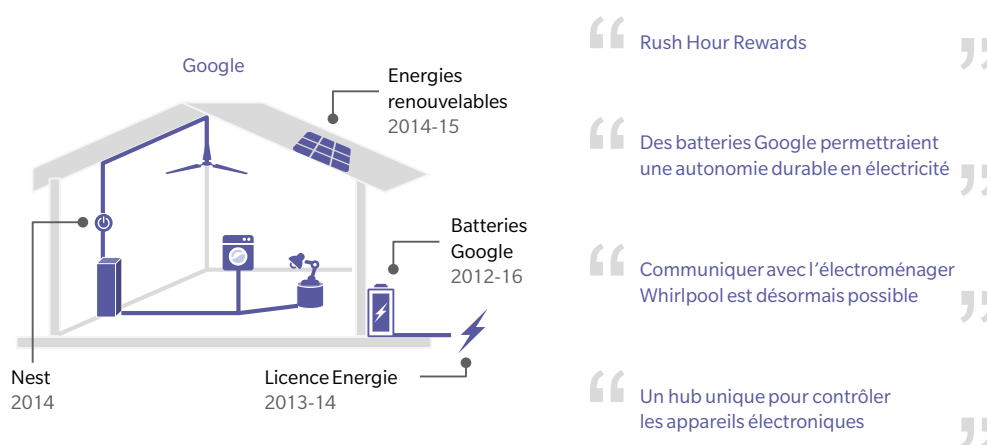 Google
Energies
renouvelables
2014-15
Batteries
Google
2012-16
Nest
2014
Licence Energie
2013-14
“ Rush Hour Rewards ”
“ Des batteries Google permettraient
une autonomie durable en électricité ”
“ Communiquer avec l’électroménager
Whirlpool est désormais possible ”
“ Un hub unique pour contrôler
les appareils électroniques ”